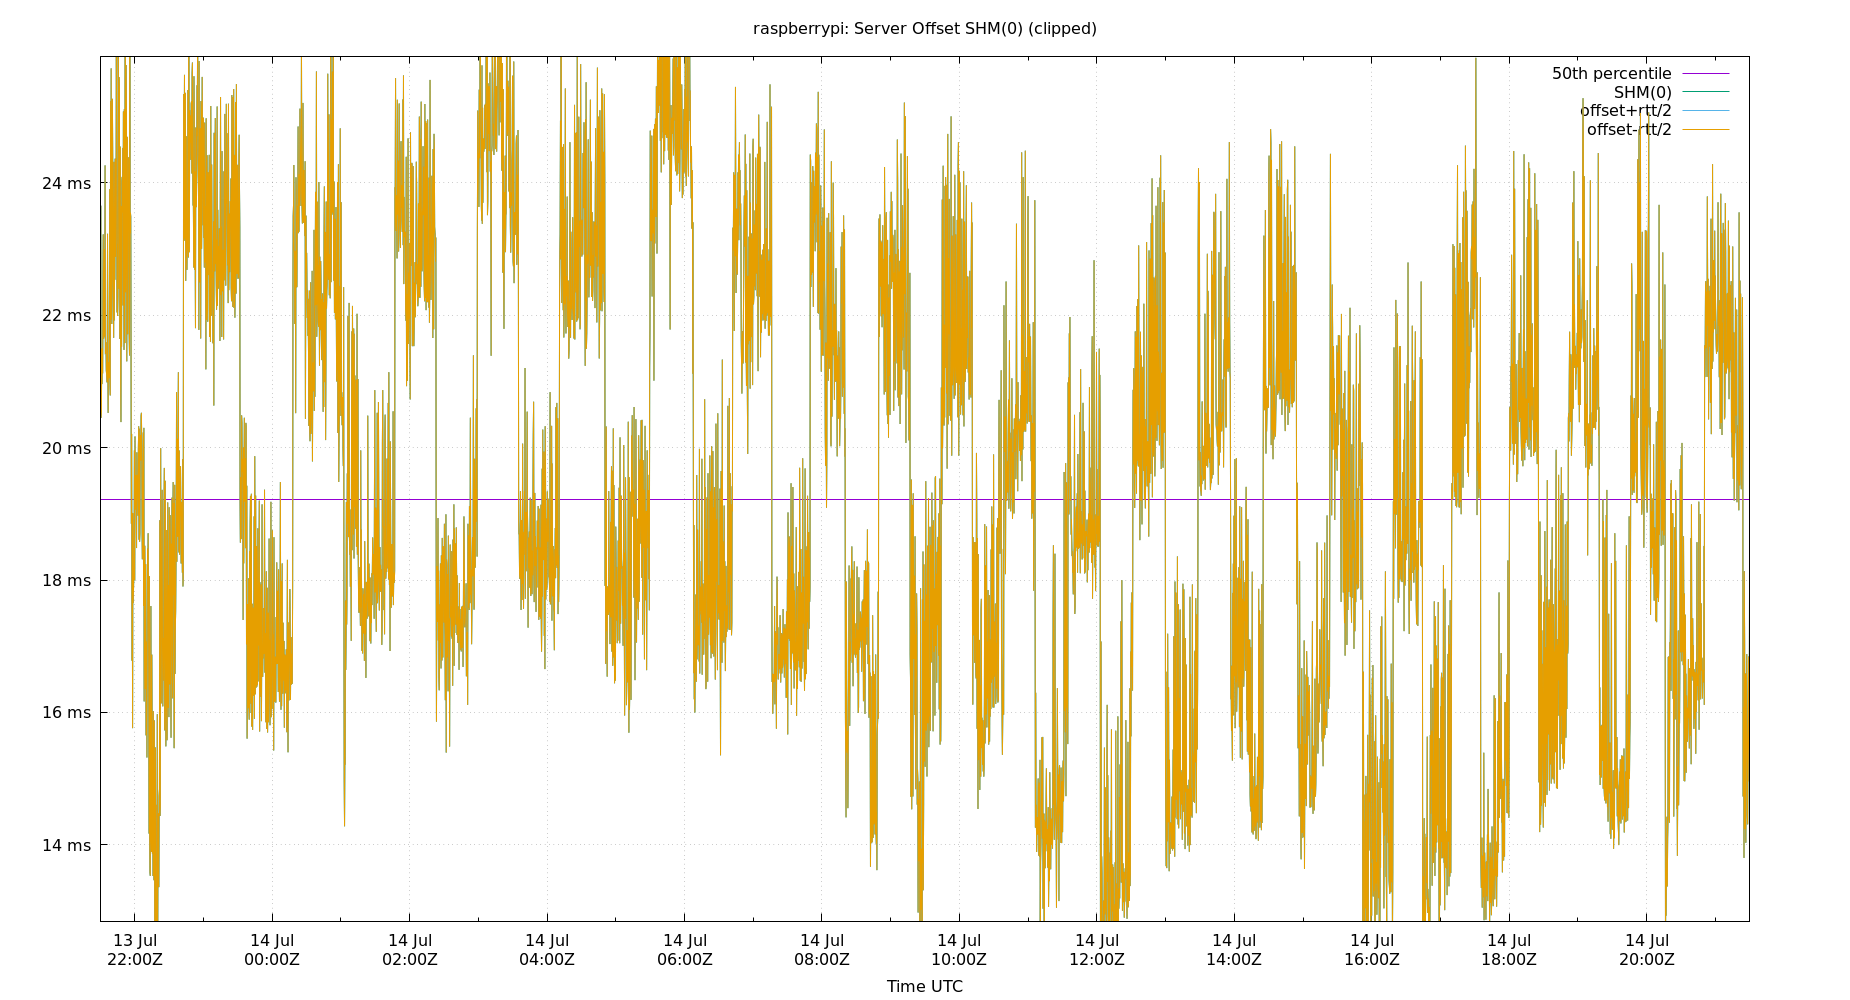 raspberrypi: Server Offset SHM(0) (clipped)
50th percentile
SHM(0)
offset+rtt/2
offset-rtt/2
24 ms
22 ms
20 ms
18 ms
16 ms
14 ms
13 Jul 14 Jul 14 Jul 14 Jul 14 Jul 14 Jul 14 Jul 14 Jul 14 Jul 14 Jul 14 Jul 14 Jul
22:00Z 00:00Z 02:00Z 04:00Z 06:00Z 08:00Z 10:00Z 12:00Z 14:00Z 16:00Z 18:00Z 20:00Z
Time UTC